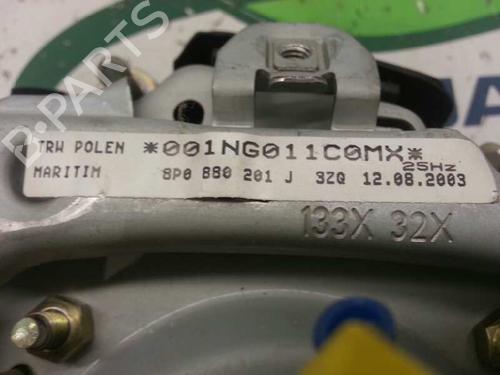 TRW POLEN *001NG011C0MX*
25Hz
MARITIM 8P0 880 201 J 3ZQ 12.08.2003
133X 32X
B-PARTS